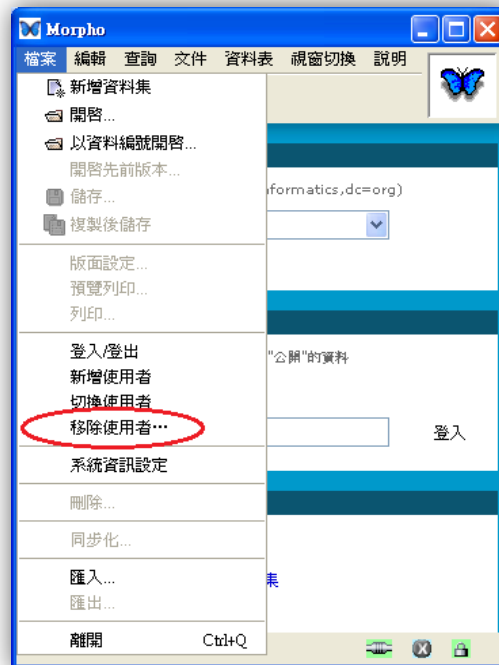 Morpho
檔案 編輯 查詢 文件 資料表 視窗切換 說明
新增資料集
開啓...
以資料編號開啓...
開啓先前版本...
nformatics,dc=org)
儲存...
複製後儲存
版面設定...
預覽列印...
列印...
登入/登出
"公開"的資料
新增使用者
切換使用者
移除使用者…
登入
系統資訊設定
刪除...
同步化...
匯入...
集
匯出...
離開 Ctrl+Q